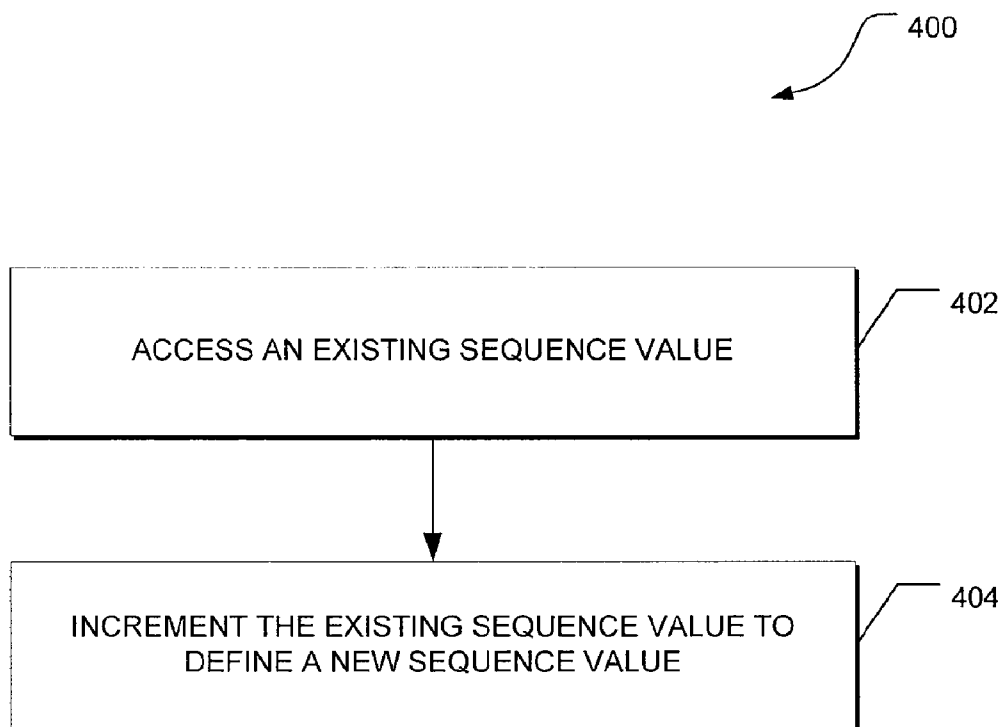 400
402
ACCESS AN EXISTING SEQUENCE VALUE
404
INCREMENT THE EXISTING SEQUENCE VALUE TO
DEFINE A NEW SEQUENCE VALUE